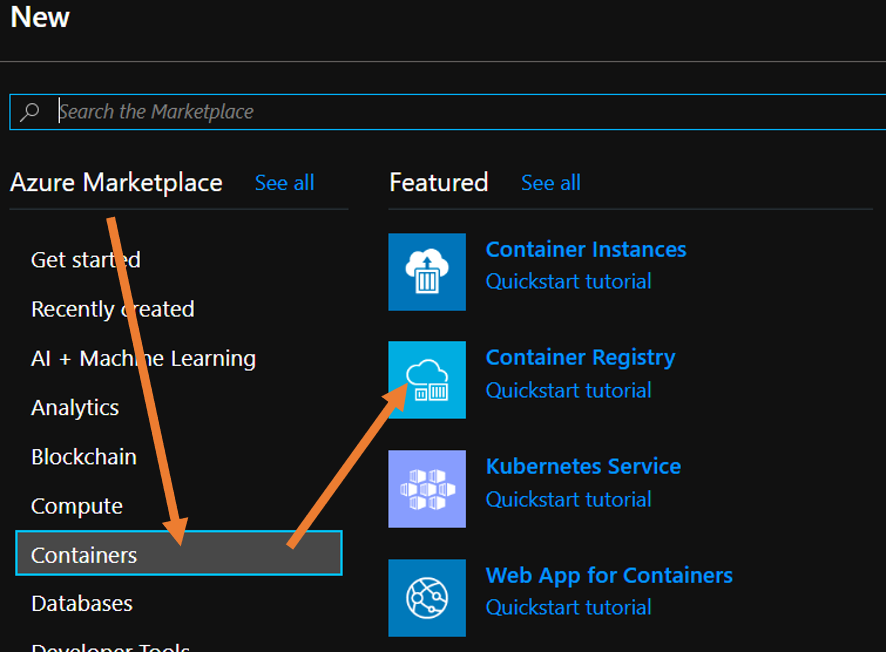 New
Search the Marketplace
Azure Marketplace See all
Get started
Recently created
AI + Machine Learning
Analytics
Blockchain
Compute
Containers
Databases
Developer Tools
Featured See all
Container Instances
Quickstart tutorial
Container Registry
Quickstart tutorial
Kubernetes Service
Quickstart tutorial
Web App for Containers
Quickstart tutorial